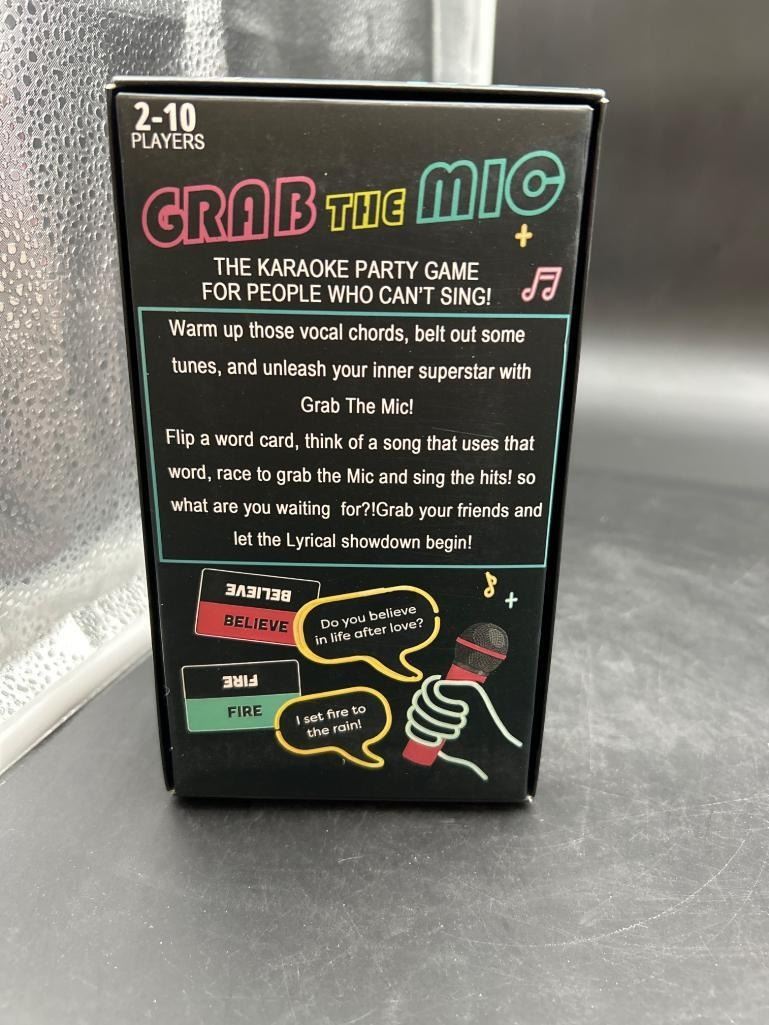 2-10
PLAYERS
GRAB THE MIC
THE KARAOKE PARTY GAME
FOR PEOPLE WHO CAN'T SING!
Warm up those vocal chords, belt out some
tunes, and unleash your inner superstar with
Grab The Mic!
Flip a word card, think of a song that uses that
word, race to grab the Mic and sing the hits! so
what are you waiting for?!Grab your friends and
let the Lyrical showdown begin!
BELIEVE
BELIEVE
Do you believe
in life after love?
FIRE
FIRE
I set fire to
the rain!